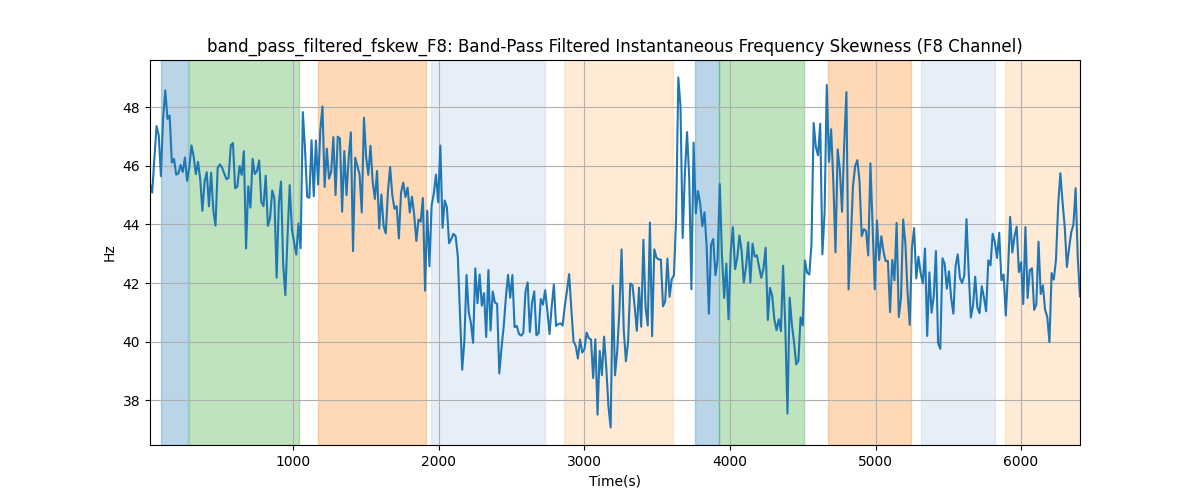 band_pass_filtered_fskew_F8: Band-Pass Filtered Instantaneous Frequency Skewness (F8 Channel)
48
46
44
42
40
38
Hz
1000 2000 3000 4000 5000 6000
Time(s)